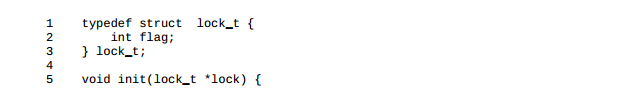 1 typedef struct lock_t {
2 int flag;
3 } lock_t;
4
5 void init(lock_t *lock) {